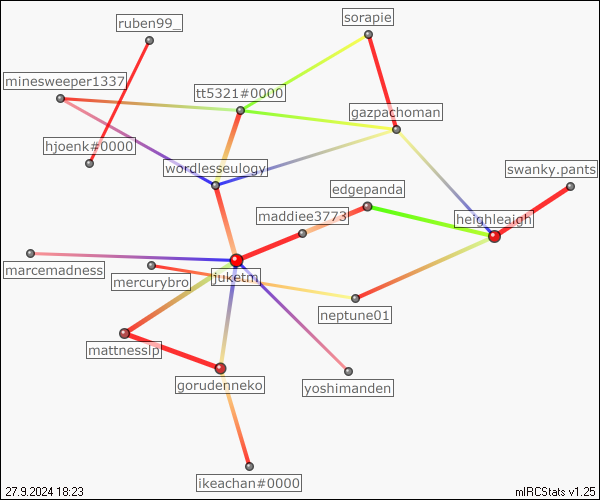 ruben99_
sorapie
minesweeper1337
tt5321#0000
gazpachoman
hjoenk#0000
wordlesseulogy
swanky.pants
edgepanda
maddiee3773
heighleaigh
marcemadness
mercurybro
juketn
neptune01
mattnesslp
gorudenneko
yoshimanden
ikeachan#0000
27.9.2024 18:23
mIRCStats v1.25